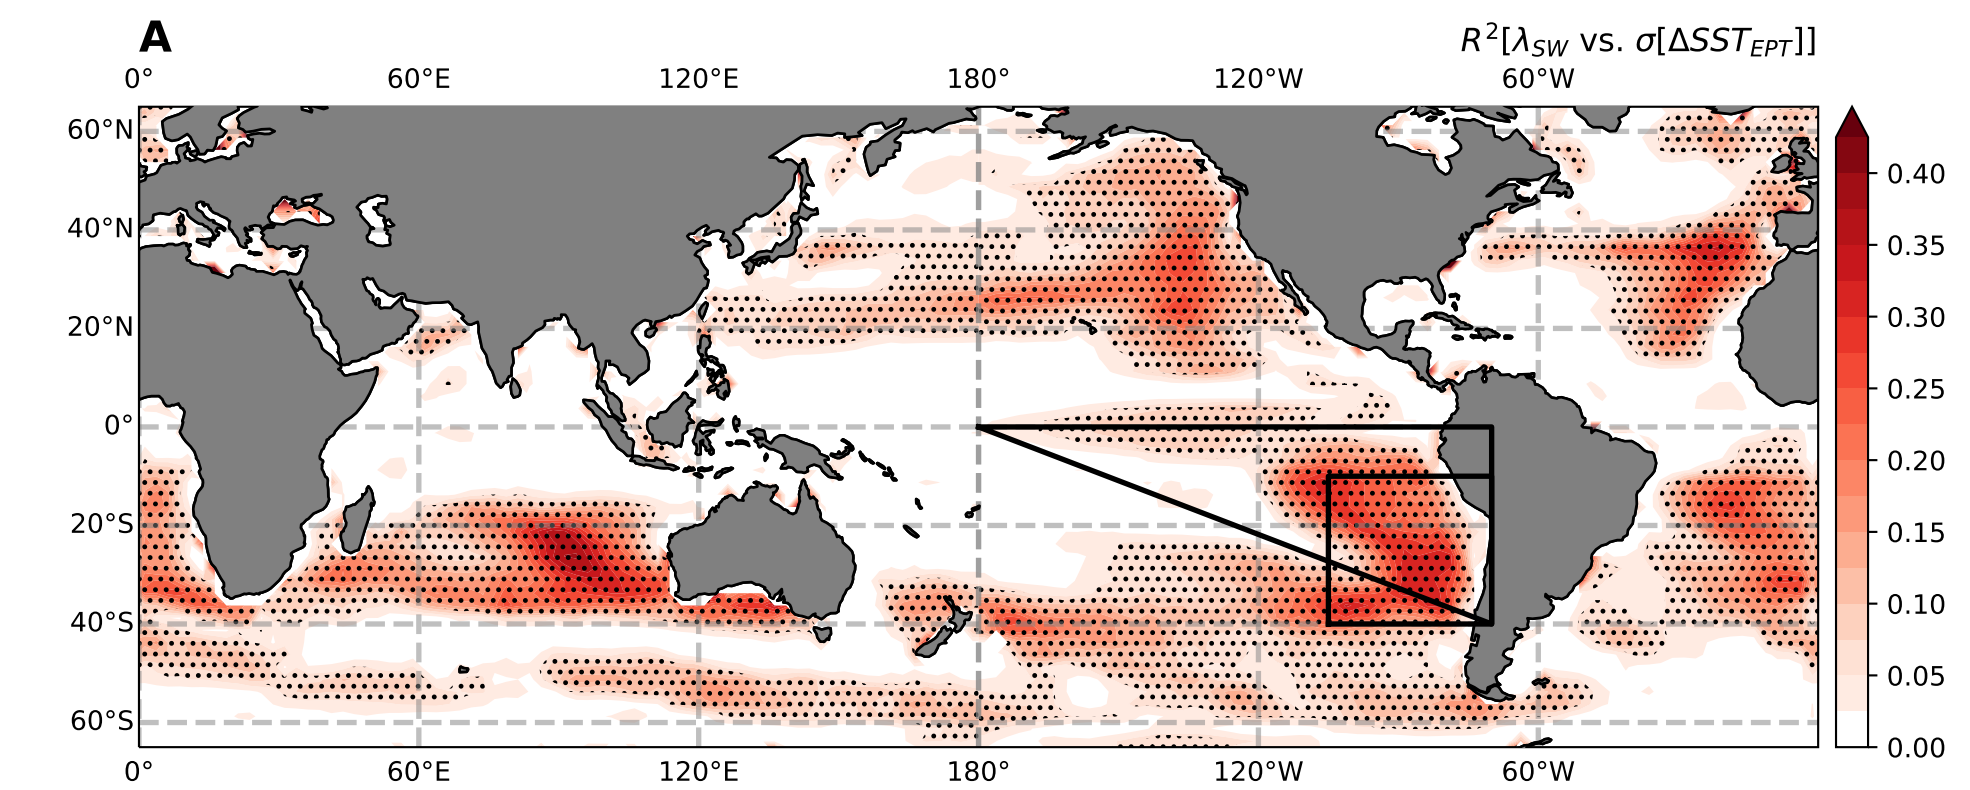 A
R²[λ_SW vs. σ[ΔSST_EPT]]
0° 60°E 120°E 180° 120°W 60°W
60°N
40°N
20°N
0°
20°S
40°S
60°S
0° 60°E 120°E 180° 120°W 60°W
0.40
0.35
0.30
0.25
0.20
0.15
0.10
0.05
0.00